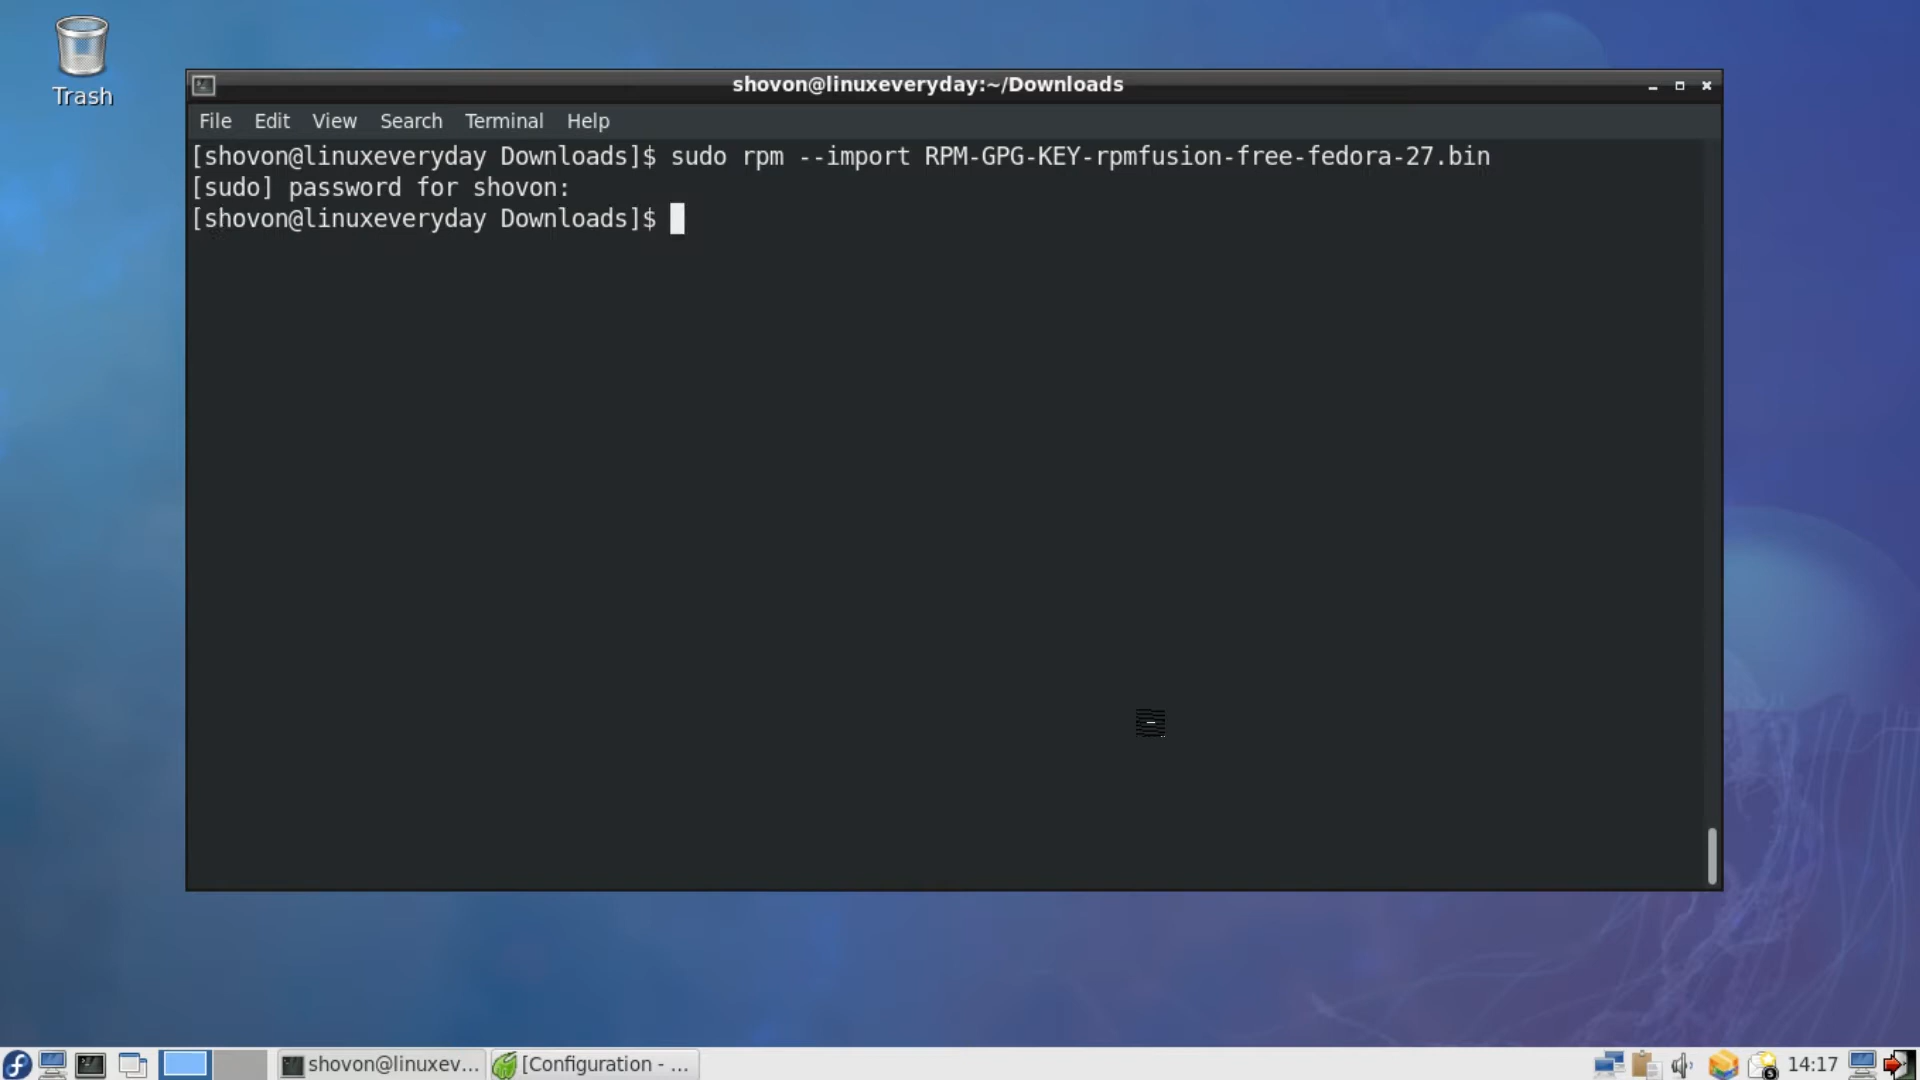 Trash
shovon@linuxeveryday:~/Downloads
File Edit View Search Terminal Help
[shovon@linuxeveryday Downloads]$ sudo rpm --import RPM-GPG-KEY-rpmfusion-free-fedora-27.bin
[sudo] password for shovon:
[shovon@linuxeveryday Downloads]$
shovon@linuxev... [Configuration - ... 14:17